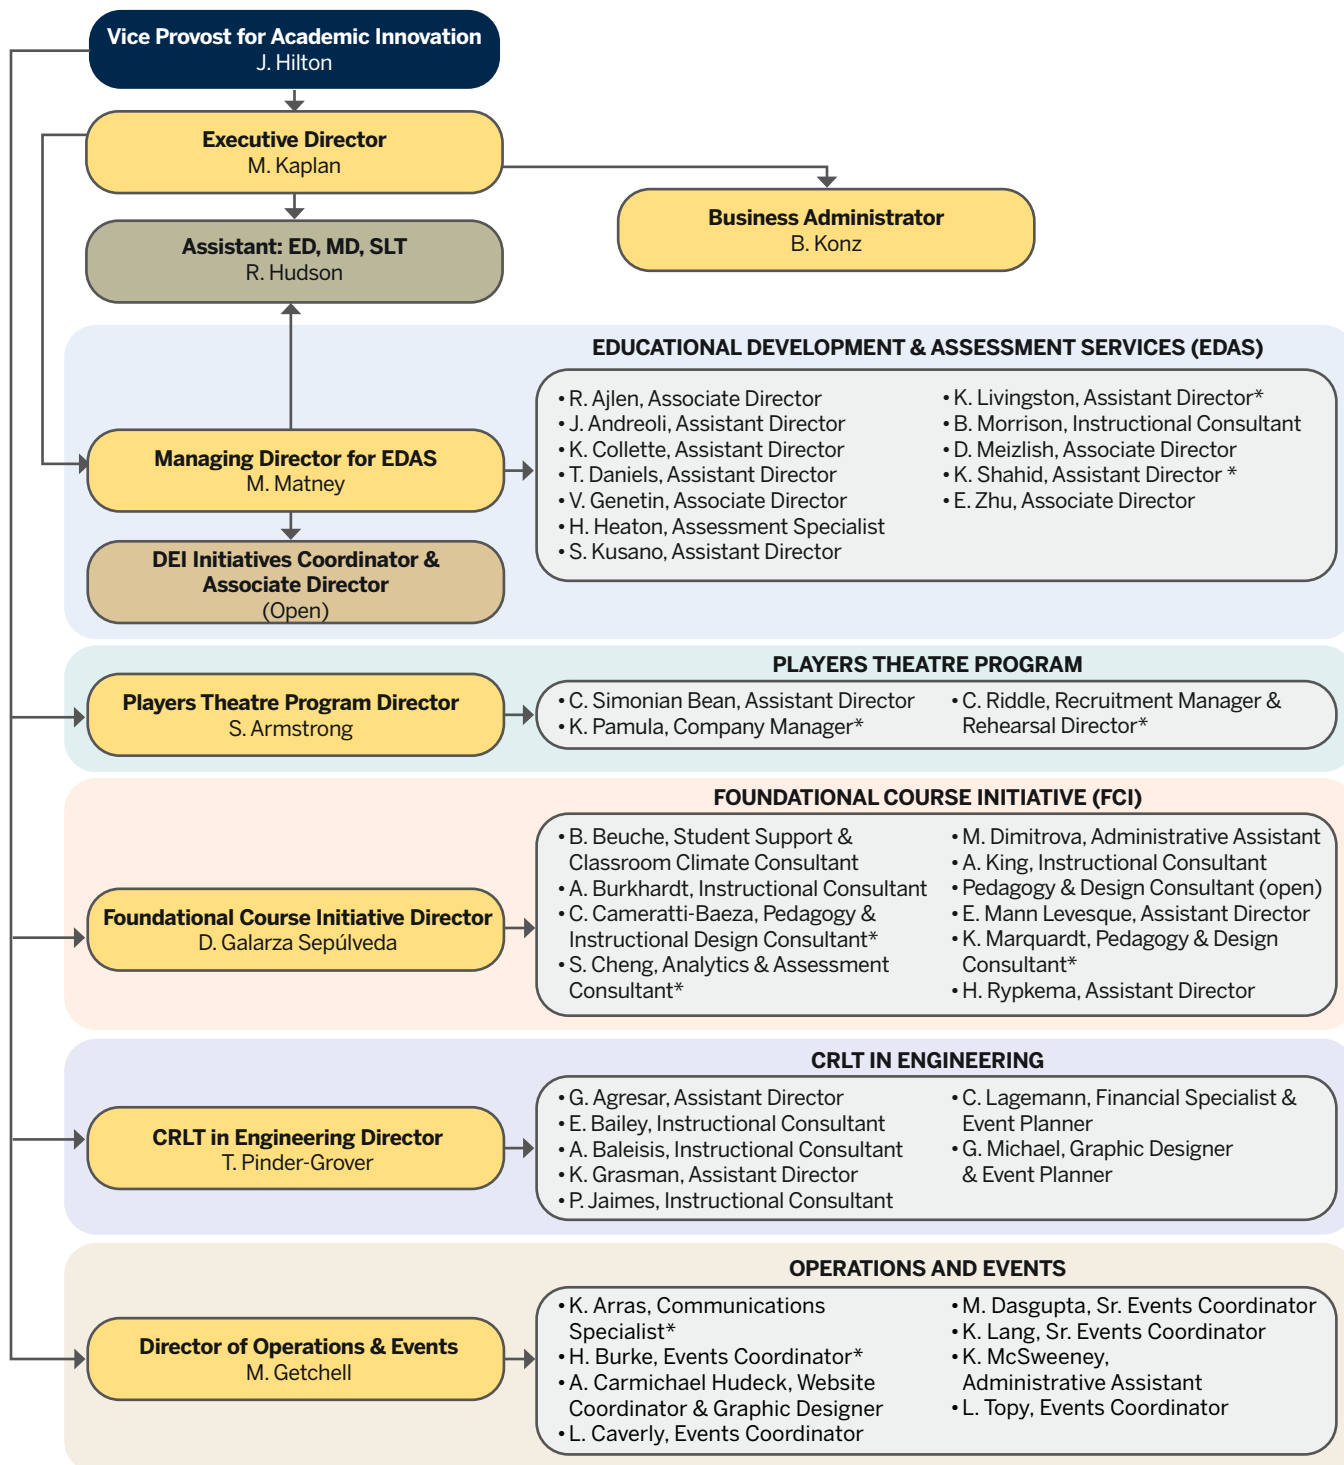 Vice Provost for Academic Innovation
J. Hilton
Executive Director
M. Kaplan
Business Administrator
B. Konz
Assistant: ED, MD, SLT
R. Hudson
EDUCATIONAL DEVELOPMENT & ASSESSMENT SERVICES (EDAS)
Managing Director for EDAS
M. Matney
DEI Initiatives Coordinator &
Associate Director
(Open)
• R. Ajlen, Associate Director
• J. Andreoli, Assistant Director
• K. Collette, Assistant Director
• T. Daniels, Assistant Director
• V. Genetin, Associate Director
• H. Heaton, Assessment Specialist
• S. Kusano, Assistant Director
• K. Livingston, Assistant Director*
• B. Morrison, Instructional Consultant
• D. Meizlish, Associate Director
• K. Shahid, Assistant Director *
• E. Zhu, Associate Director
PLAYERS THEATRE PROGRAM
Players Theatre Program Director
S. Armstrong
• C. Simonian Bean, Assistant Director
• K. Pamula, Company Manager*
• C. Riddle, Recruitment Manager &
Rehearsal Director*
FOUNDATIONAL COURSE INITIATIVE (FCI)
Foundational Course Initiative Director
D. Galarza Sepúlveda
• B. Beuche, Student Support &
Classroom Climate Consultant
• A. Burkhardt, Instructional Consultant
• C. Cameratti-Baeza, Pedagogy &
Instructional Design Consultant*
• S. Cheng, Analytics & Assessment
Consultant*
• M. Dimitrova, Administrative Assistant
• A. King, Instructional Consultant
• Pedagogy & Design Consultant (open)
• E. Mann Levesque, Assistant Director
• K. Marquardt, Pedagogy & Design
Consultant*
• H. Rypkema, Assistant Director
CRLT IN ENGINEERING
CRLT in Engineering Director
T. Pinder-Grover
• G. Agresar, Assistant Director
• E. Bailey, Instructional Consultant
• A. Baleisis, Instructional Consultant
• K. Grasman, Assistant Director
• P. Jaimes, Instructional Consultant
• C. Lagemann, Financial Specialist &
Event Planner
• G. Michael, Graphic Designer
& Event Planner
OPERATIONS AND EVENTS
Director of Operations & Events
M. Getchell
• K. Arras, Communications
Specialist*
• H. Burke, Events Coordinator*
• A. Carmichael Hudeck, Website
Coordinator & Graphic Designer
• L. Caverly, Events Coordinator
• M. Dasgupta, Sr. Events Coordinator
• K. Lang, Sr. Events Coordinator
• K. McSweeney,
Administrative Assistant
• L. Topy, Events Coordinator